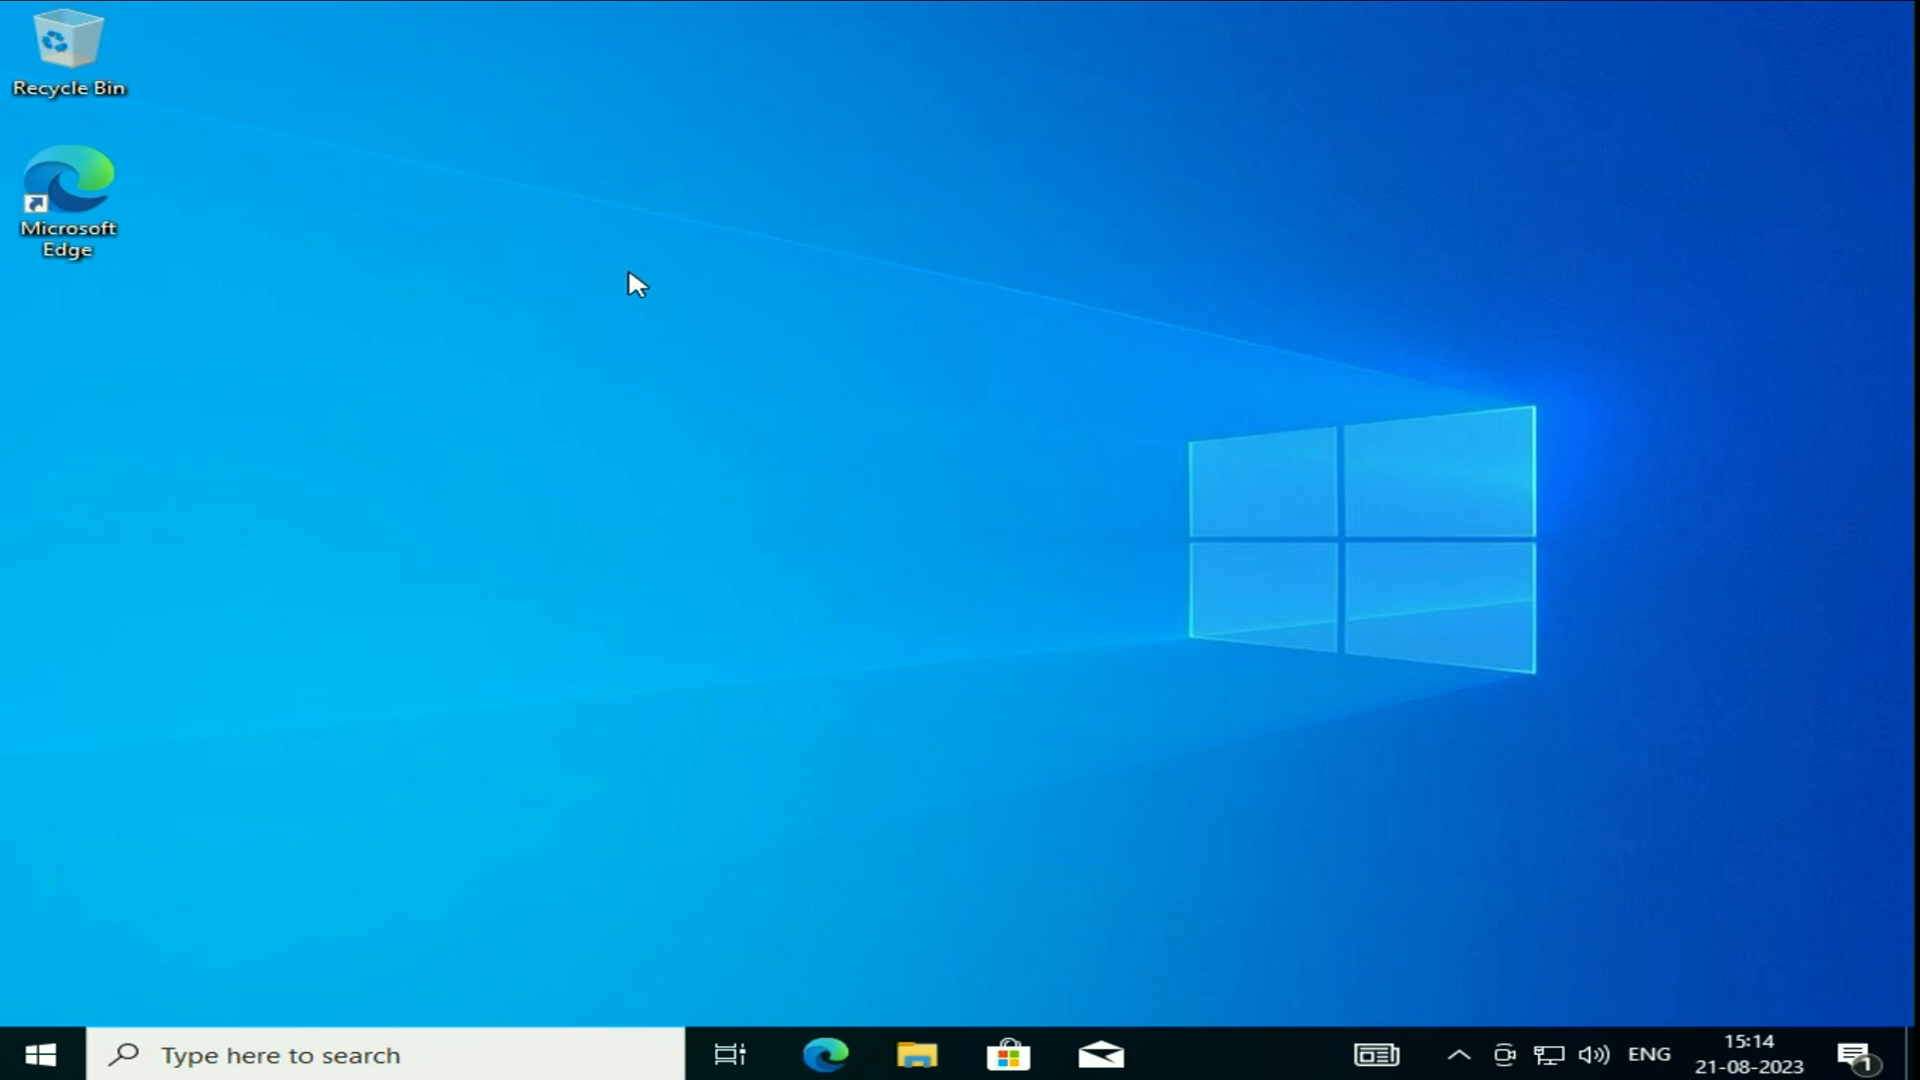 Recycle Bin
Microsoft
Edge
Type here to search
ENG
15:14
21-08-2023
1